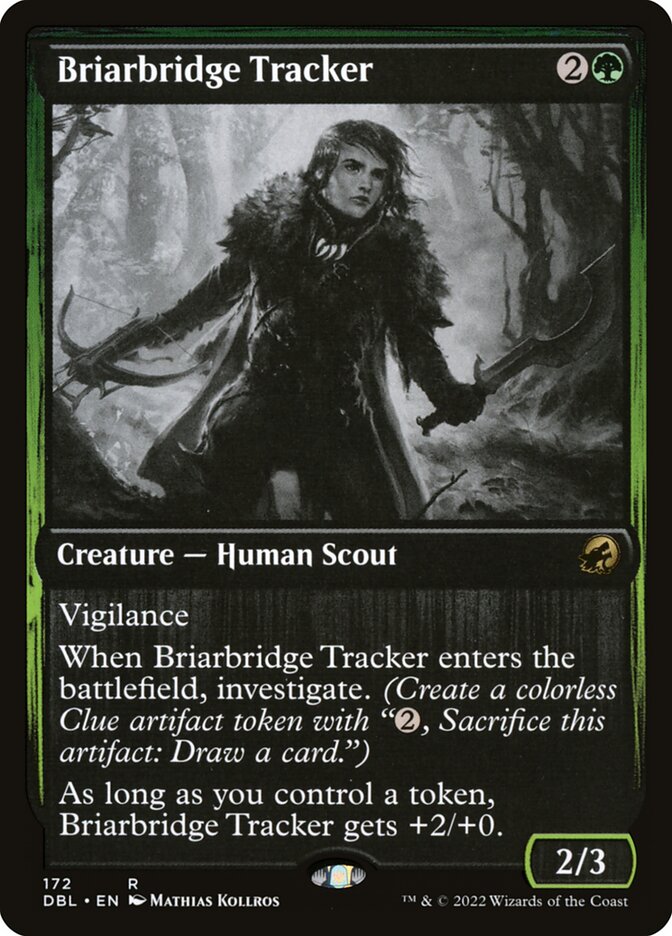 Briarbridge Tracker 2
Creature — Human Scout
Vigilance
When Briarbridge Tracker enters the
battlefield, investigate. (Create a colorless
Clue artifact token with “2, Sacrifice this
artifact: Draw a card.”)
As long as you control a token,
Briarbridge Tracker gets +2/+0.
2/3
172 R
DBL • EN Mathias Kollros
™ & © 2022 Wizards of the Coast